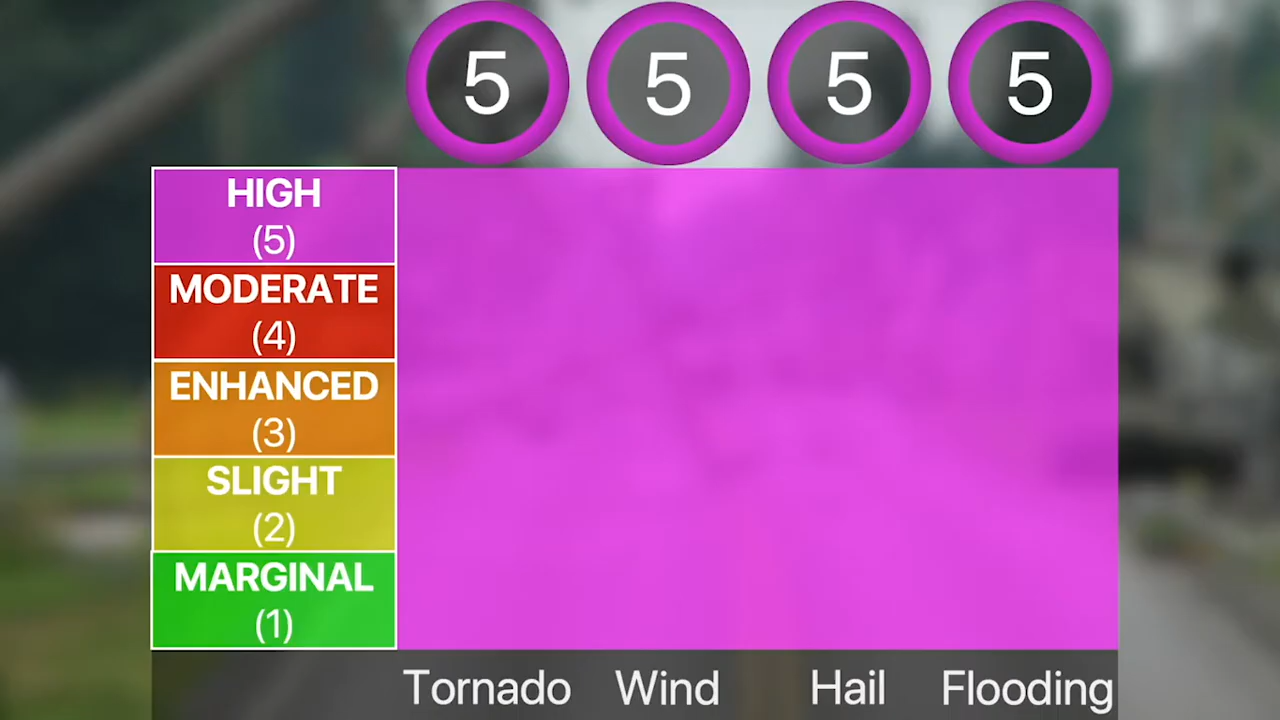 5 5 5 5
HIGH
(5)
MODERATE
(4)
ENHANCED
(3)
SLIGHT
(2)
MARGINAL
(1)
Tornado Wind Hail Flooding